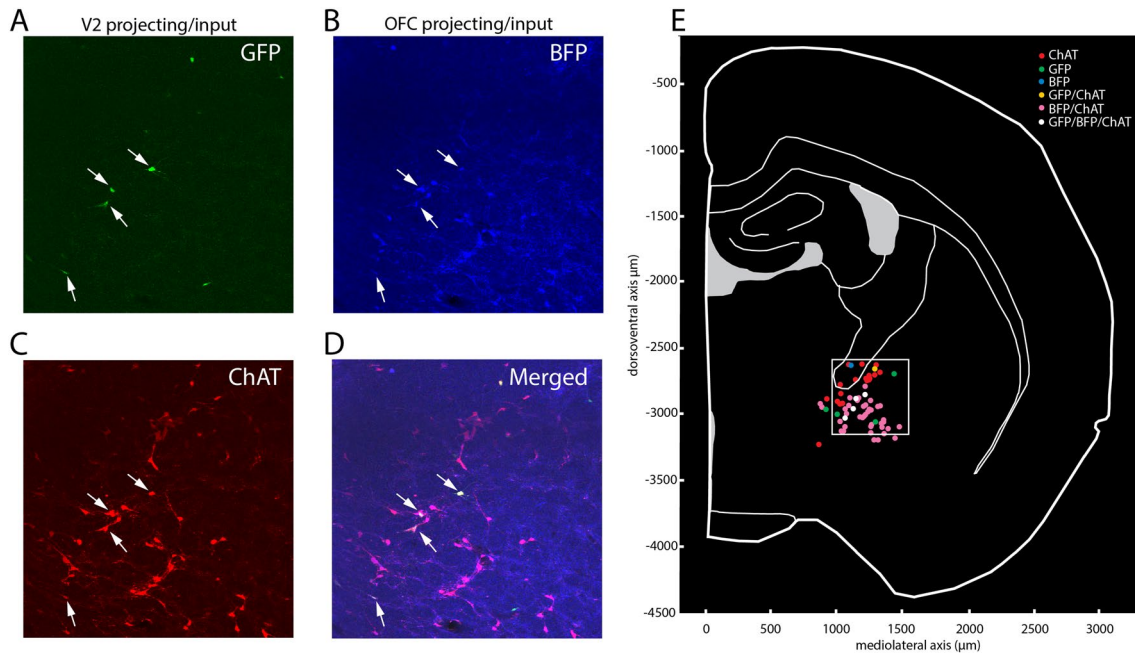 A
V2 projecting/input
GFP
B
OFC projecting/input
BFP
C
ChAT
D
Merged
E
ChAT
GFP
BFP
GFP/ChAT
BFP/ChAT
GFP/BFP/ChAT
-500
-1000
-1500
-2000
-2500
-3000
-3500
-4000
-4500
dorsoventral axis µm)
0
500
1000
1500
2000
2500
3000
mediolateral axis (µm)